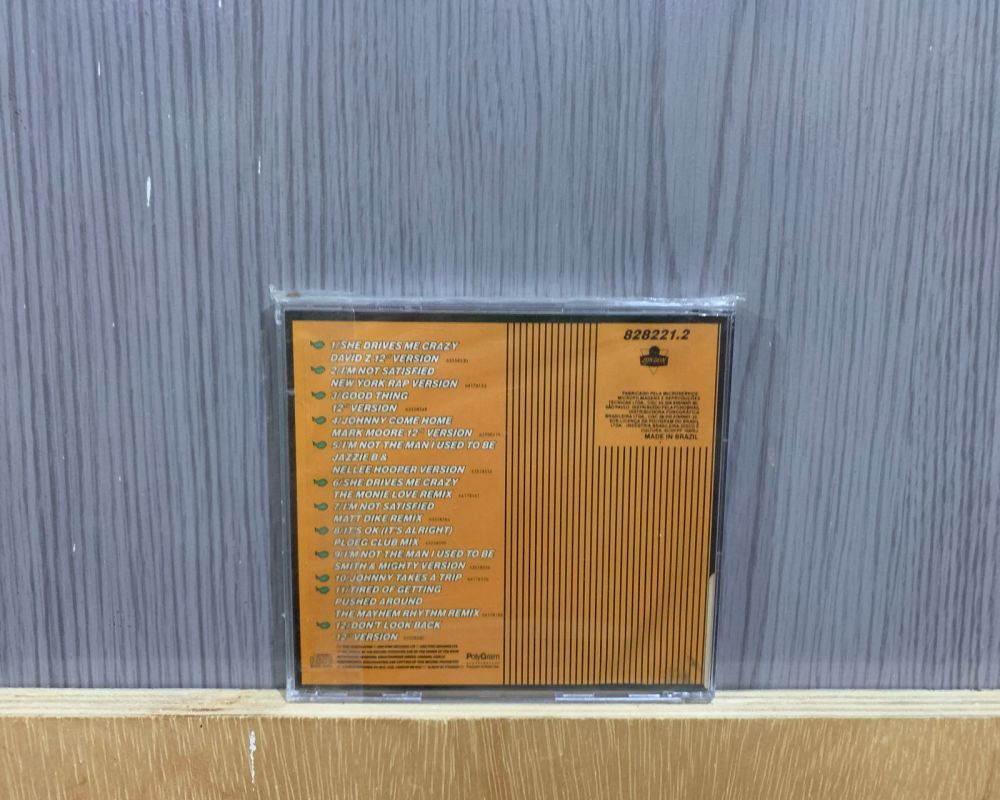 1/SHE DRIVES ME CRAZY
DAVID Z 12" VERSION
2/I'M NOT SATISFIED
NEW YORK RAP VERSION
3/GOOD THING
12" VERSION
4/JOHNNY COME HOME
MARK MOORE 12" VERSION
5/I'M NOT THE MAN I USED TO BE
JAZZIE B &
NELLEE HOOPER VERSION
6/SHE DRIVES ME CRAZY
THE MONIE LOVE REMIX
7/I'M NOT SATISFIED
MATT DIKE REMIX
8/IT'S OK (IT'S ALRIGHT)
PLOEG CLUB MIX
9/I'M NOT THE MAN I USED TO BE
SMITH & MIGHTY VERSION
10/JOHNNY TAKES A TRIP
11/TIRED OF GETTING
PUSHED AROUND
THE MAYHEM RHYTHM REMIX
12/DON'T LOOK BACK
12" VERSION
PolyGram
828221.2
LONDON
FABRICADO PELA MICROSERVICE
MADE IN BRAZIL